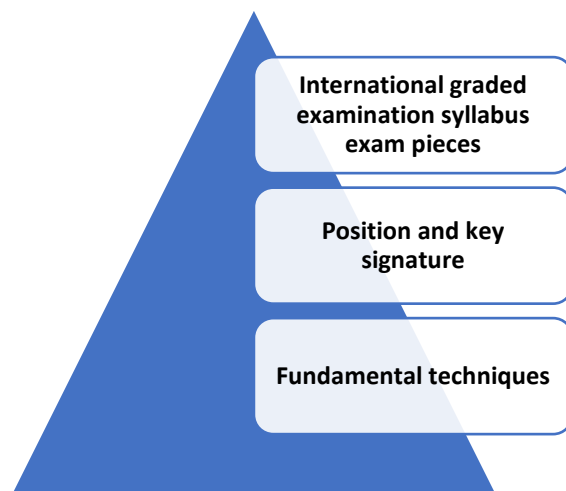 International graded
examination syllabus
exam pieces
Position and key
signature
Fundamental techniques